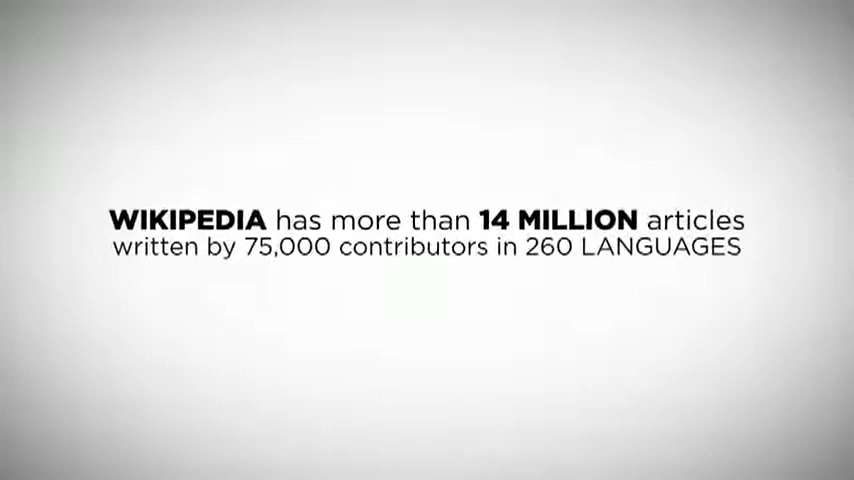 WIKIPEDIA has more than 14 MILLION articles
written by 75,000 contributors in 260 LANGUAGES